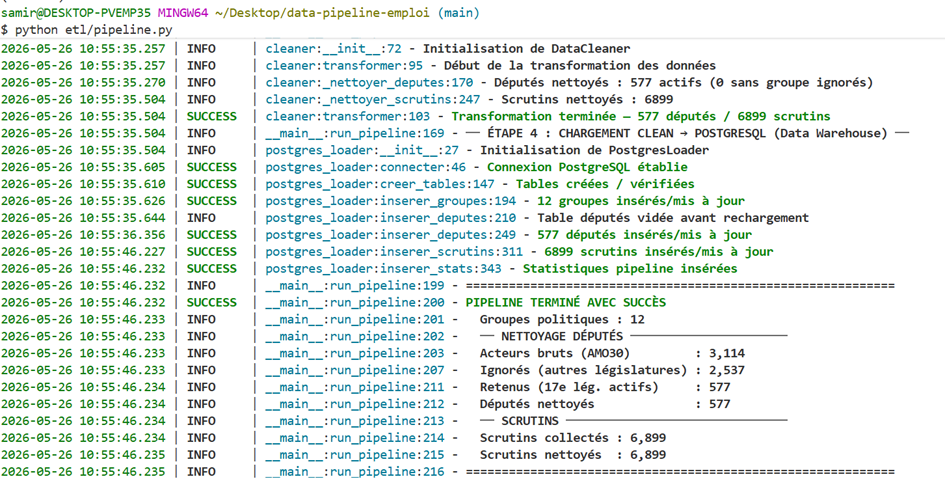 samir@DESKTOP-PVEMP35 MINGW64 ~/Desktop/data-pipeline-emploi (main)
$ python etl/pipeline.py
2026-05-26 10:55:35.257 | INFO     | cleaner:__init__:72 - Initialisation de DataCleaner
2026-05-26 10:55:35.504 | INFO     | cleaner:transformer:95 - Début de la transformation des données
2026-05-26 10:55:35.270 | INFO     | cleaner:_nettoyer_deputes:170 - Députés nettoyés : 577 actifs (0 sans groupe ignorés)
2026-05-26 10:55:35.504 | INFO     | cleaner:_nettoyer_scrutins:247 - Scrutins nettoyés : 6899
2026-05-26 10:55:35.504 | SUCCESS  | cleaner:transformer:103 - Transformation terminée — 577 députés / 6899 scrutins
2026-05-26 10:55:35.504 | INFO     | __main__:run_pipeline:169 - ── ÉTAPE 4 : CHARGEMENT CLEAN → POSTGRESQL (Data Warehouse) ──
2026-05-26 10:55:35.504 | INFO     | postgres_loader:__init__:27 - Initialisation de PostgresLoader
2026-05-26 10:55:35.605 | SUCCESS  | postgres_loader:connecter:46 - Connexion PostgreSQL établie
2026-05-26 10:55:35.610 | SUCCESS  | postgres_loader:creer_tables:147 - Tables créées / vérifiées
2026-05-26 10:55:35.626 | SUCCESS  | postgres_loader:inserer_groupes:194 - 12 groupes insérés/mis à jour
2026-05-26 10:55:35.644 | INFO     | postgres_loader:inserer_deputes:210 - Table députés vidée avant rechargement
2026-05-26 10:55:36.356 | SUCCESS  | postgres_loader:inserer_deputes:249 - 577 députés insérés/mis à jour
2026-05-26 10:55:46.227 | SUCCESS  | postgres_loader:inserer_scrutins:311 - 6899 scrutins insérés/mis à jour
2026-05-26 10:55:46.232 | SUCCESS  | postgres_loader:inserer_stats:343 - Statistiques pipeline insérées
2026-05-26 10:55:46.232 | INFO     | __main__:run_pipeline:199 - =======================================================
2026-05-26 10:55:46.232 | SUCCESS  | __main__:run_pipeline:200 - PIPELINE TERMINÉ AVEC SUCCÈS
2026-05-26 10:55:46.233 | INFO     | __main__:run_pipeline:201 -   Groupes politiques : 12
2026-05-26 10:55:46.233 | INFO     | __main__:run_pipeline:202 -   ── NETTOYAGE DÉPUTÉS ────────────────────
2026-05-26 10:55:46.233 | INFO     | __main__:run_pipeline:203 -   Acteurs bruts (AMO30)        : 3,114
2026-05-26 10:55:46.233 | INFO     | __main__:run_pipeline:207 -   Ignorés (autres législatures) : 2,537
2026-05-26 10:55:46.234 | INFO     | __main__:run_pipeline:211 -   Retenus (17e lég. actifs)     : 577
2026-05-26 10:55:46.234 | INFO     | __main__:run_pipeline:212 -   Députés nettoyés              : 577
2026-05-26 10:55:46.234 | INFO     | __main__:run_pipeline:213 -   ── SCRUTINS ─────────────────────────────
2026-05-26 10:55:46.234 | INFO     | __main__:run_pipeline:214 -   Scrutins collectés : 6,899
2026-05-26 10:55:46.235 | INFO     | __main__:run_pipeline:215 -   Scrutins nettoyés  : 6,899
2026-05-26 10:55:46.235 | INFO     | __main__:run_pipeline:216 - =======================================================